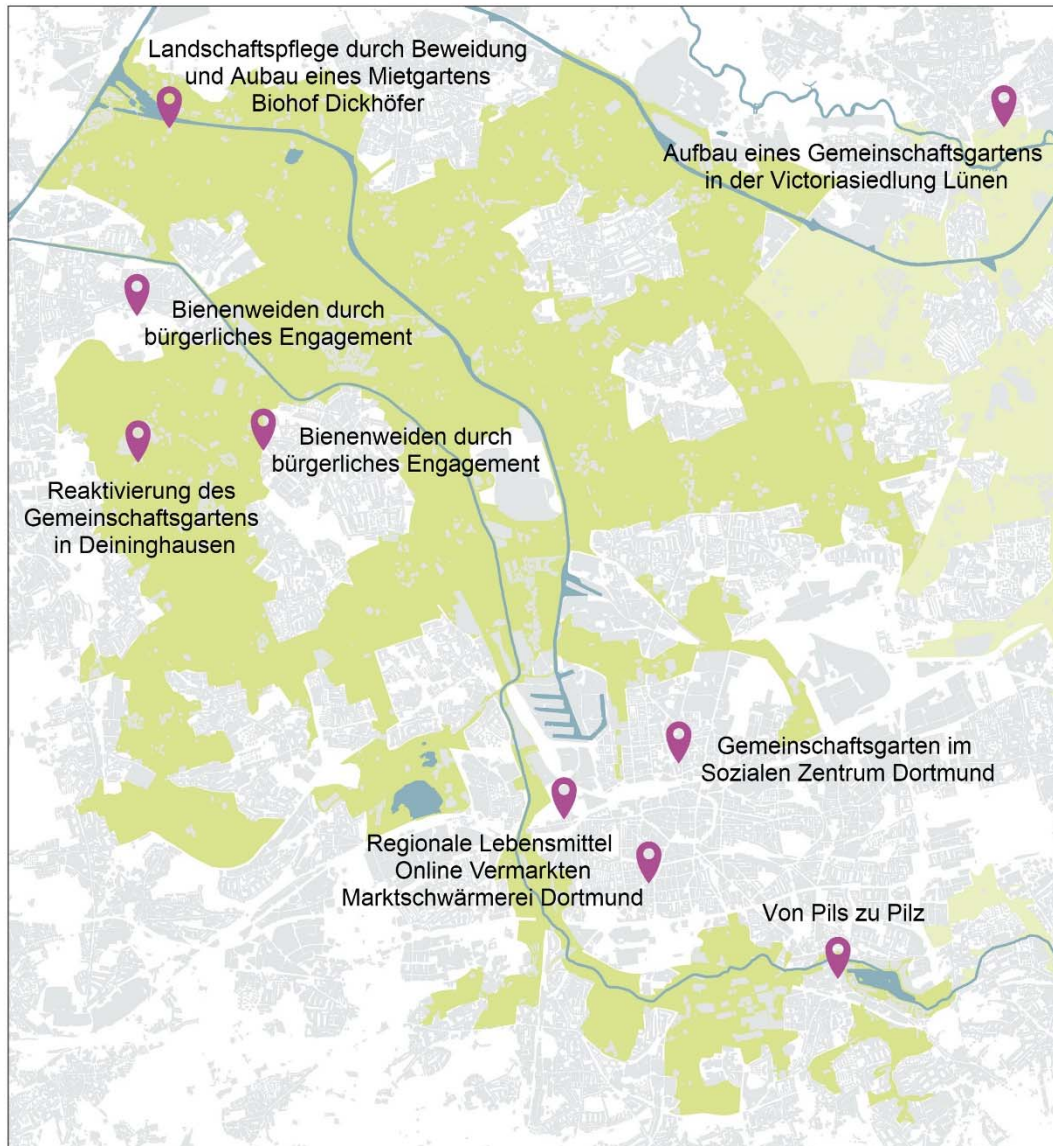 Landschaftspflege durch Beweidung
und Aubau eines Mietgartens
Biohof Dickhöfer
Aufbau eines Gemeinschaftsgartens
in der Victoriasiedlung Lünen
Bienenweiden durch
bürgerliches Engagement
Bienenweiden durch
bürgerliches Engagement
Reaktivierung des
Gemeinschaftsgartens
in Deininghausen
Gemeinschaftsgarten im
Sozialen Zentrum Dortmund
Regionale Lebensmittel
Online Vermarkten
Marktschwärmerei Dortmund
Von Pils zu Pilz